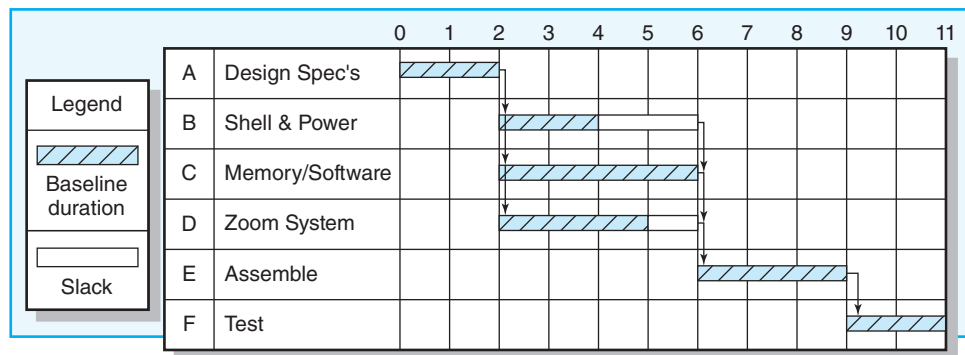 0 1 2 3 4 5 6 7 8 9 10 11
Legend
Baseline
duration
Slack
A Design Spec's
B Shell & Power
C Memory/Software
D Zoom System
E Assemble
F Test